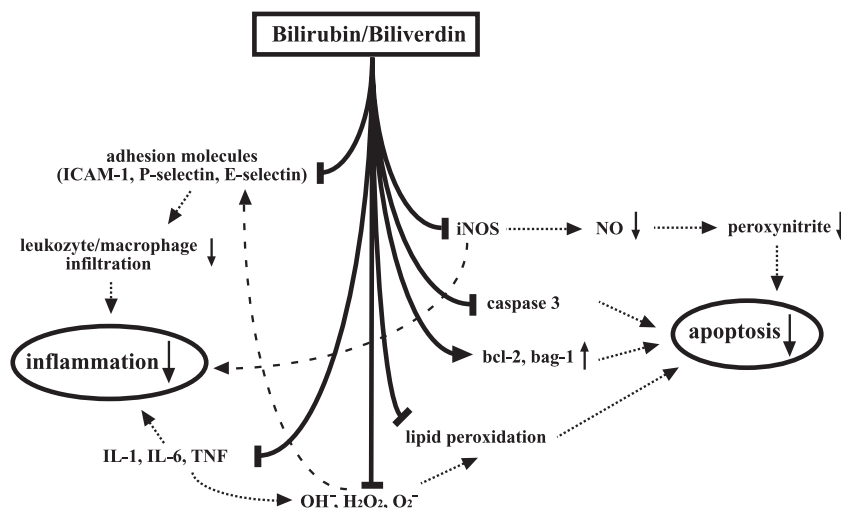 Bilirubin/Biliverdin
adhesion molecules
(ICAM-1, P-selectin, E-selectin)
leukozyte/macrophage
infiltration
iNOS
NO
peroxynitrite
caspase 3
inflammation
apoptosis
bcl-2, bag-1
lipid peroxidation
IL-1, IL-6, TNF
OH⁻, H₂O₂, O₂⁻